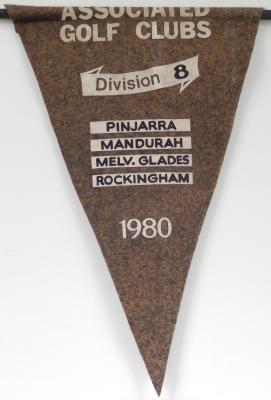 ASSOCIATED
GOLF CLUBS
Division 8
PINJARRA
MANDURAH
MELV. GLADES
ROCKINGHAM
1980